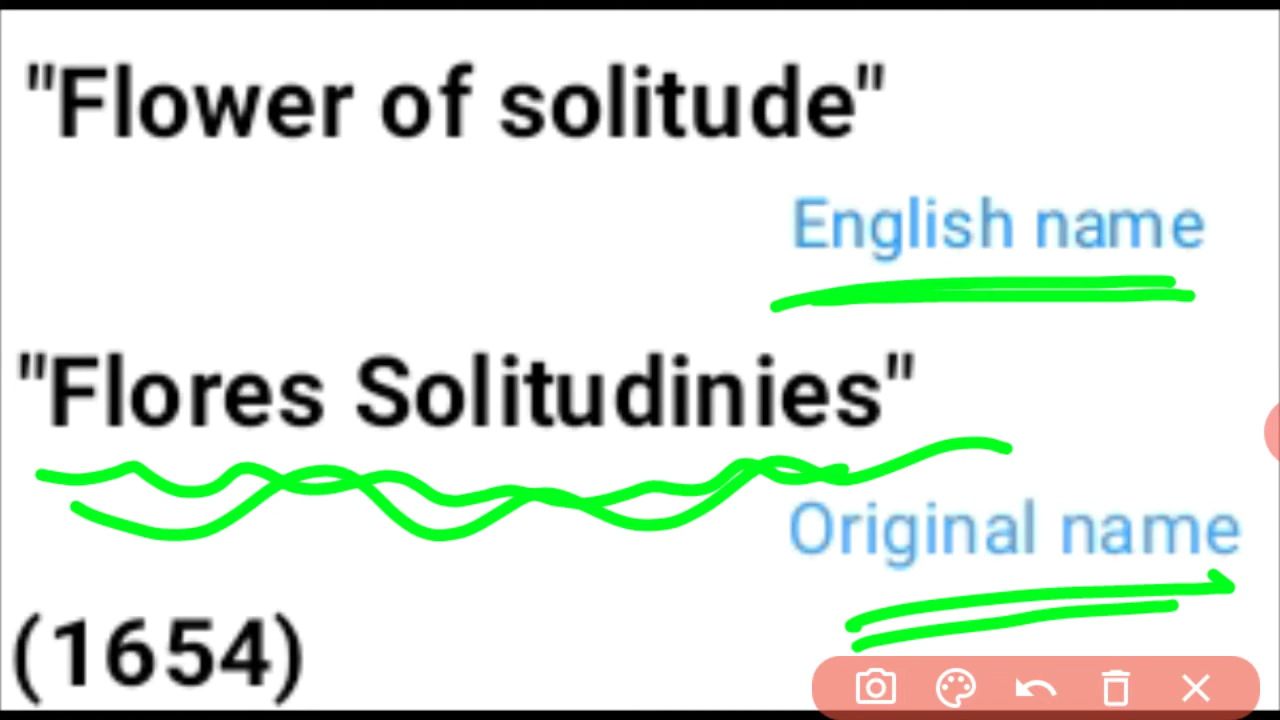 "Flower of solitude"
English name
"Flores Solitudinies"
Original name
(1654)